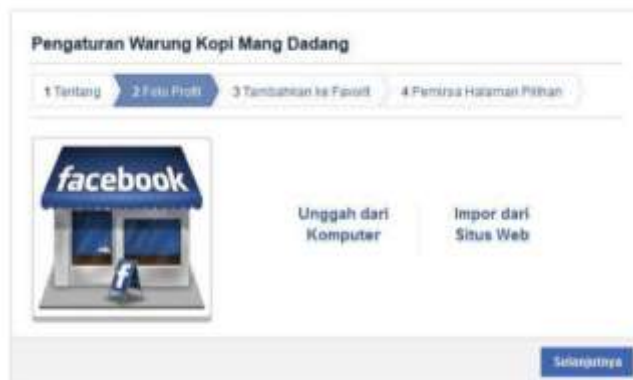 Pengaturan Warung Kopi Mang Dadang
1 Tentang 2 Foto Profil 3 Tambahkan ke Favorit 4 Pemirsa Halaman Pilihan
facebook
Unggah dari Impor dari
Komputer Situs Web
f
Selanjutnya